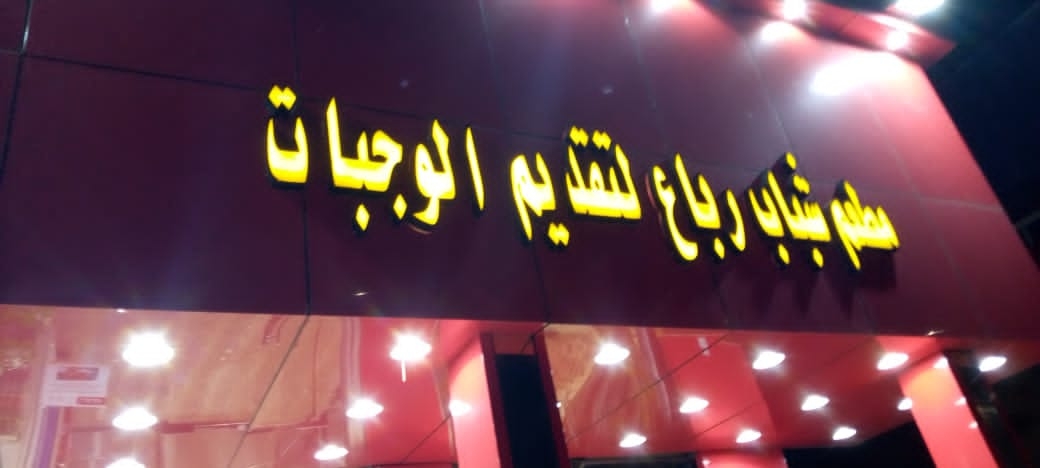 مطعم شباب رباع لتقديم الوجبات